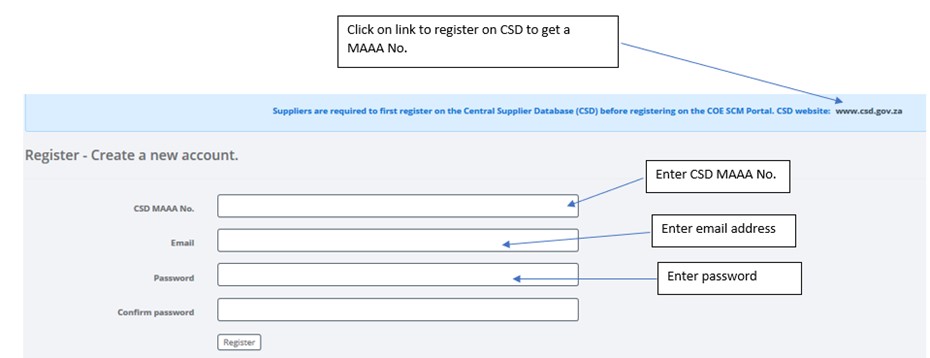 Click on link to register on CSD to get a
MAAA No.
Suppliers are required to first register on the Central Supplier Database (CSD) before registering on the COE SCM Portal. CSD website: www.csd.gov.za
Register - Create a new account.
Enter CSD MAAA No.
CSD MAAA No.
Enter email address
Email
Enter password
Password
Confirm password
Register